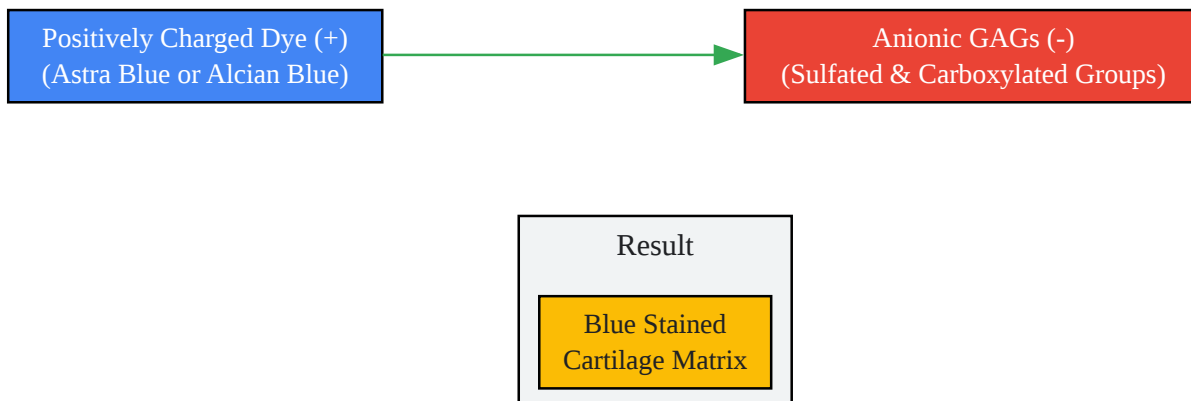 Positively Charged Dye (+)
(Astra Blue or Alcian Blue)
Anionic GAGs (-)
(Sulfated & Carboxylated Groups)
Result
Blue Stained
Cartilage Matrix